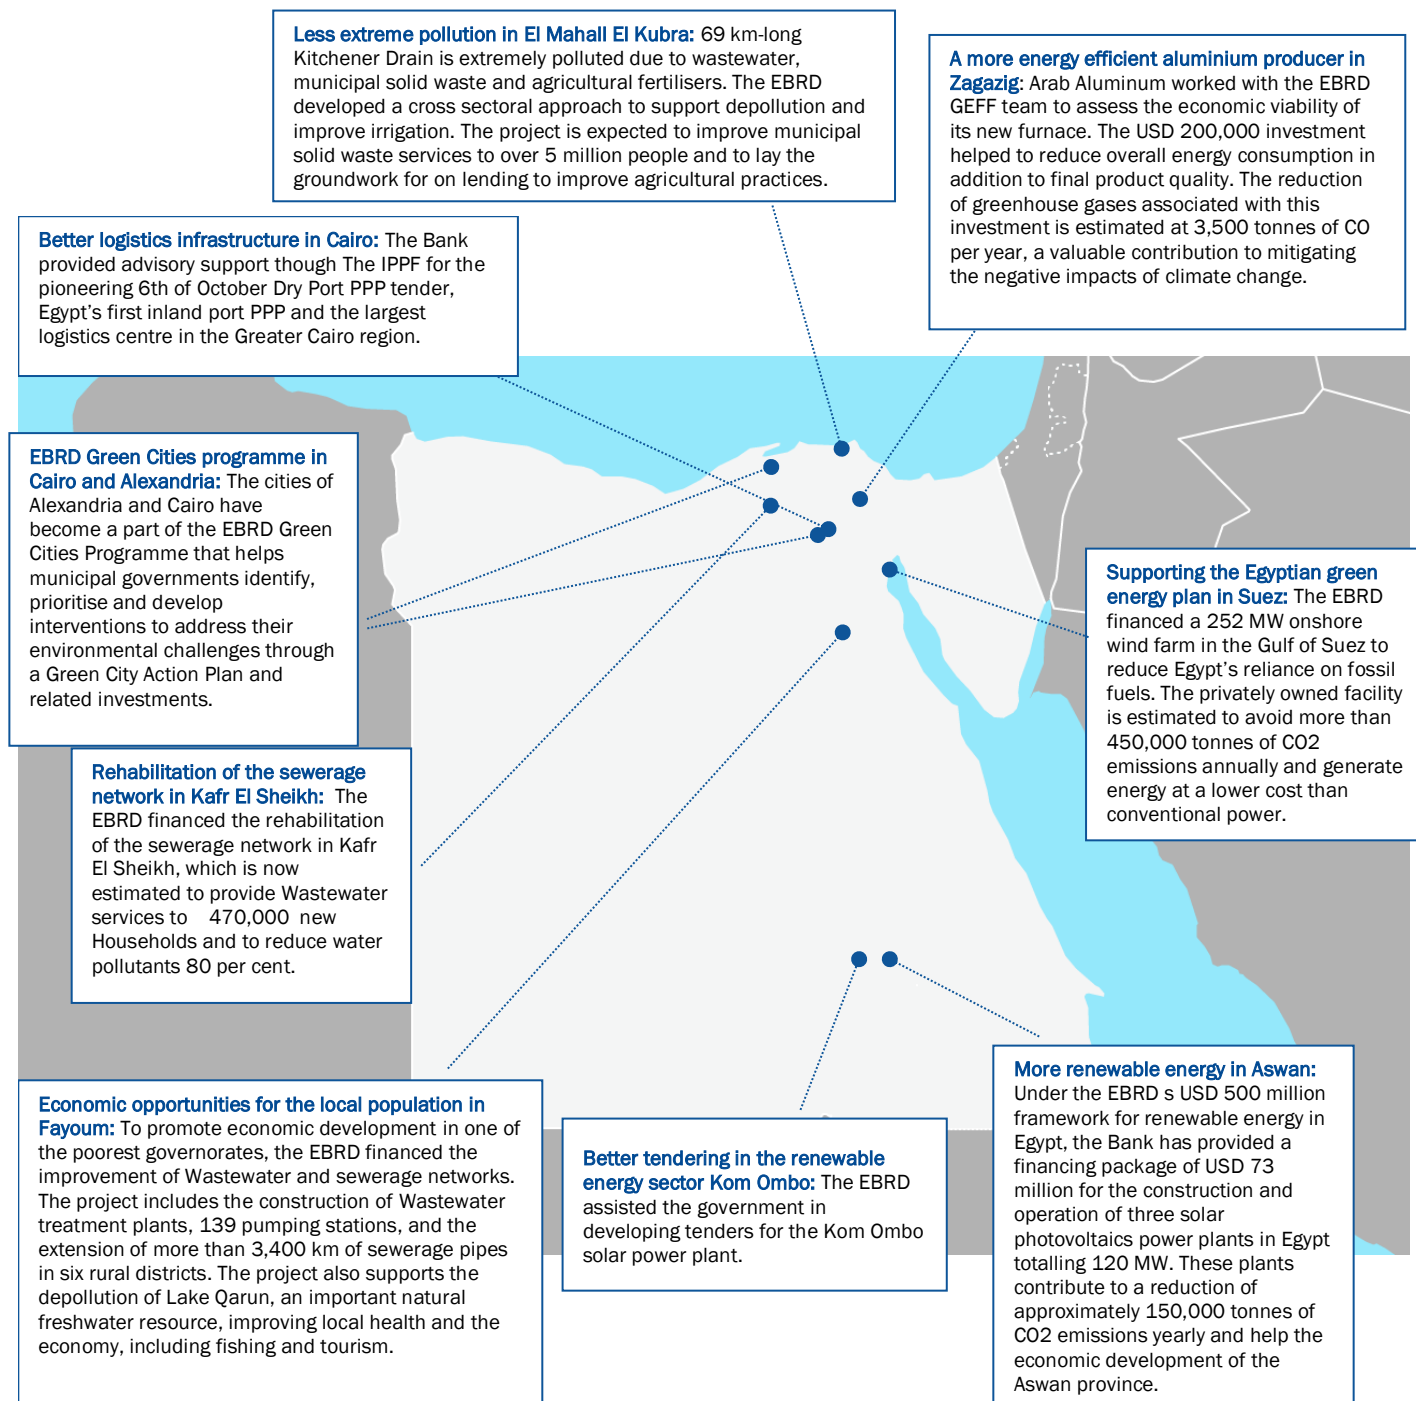 Less extreme pollution in El Mahall El Kubra: 69 km-long
Kitchener Drain is extremely polluted due to wastewater,
municipal solid waste and agricultural fertilisers. The EBRD
developed a cross sectoral approach to support depollution and
improve irrigation. The project is expected to improve municipal
solid waste services to over 5 million people and to lay the
groundwork for on lending to improve agricultural practices.
A more energy efficient aluminium producer in
Zagazig: Arab Aluminum worked with the EBRD
GEFF team to assess the economic viability of
its new furnace. The USD 200,000 investment
helped to reduce overall energy consumption in
addition to final product quality. The reduction
of greenhouse gases associated with this
investment is estimated at 3,500 tonnes of CO
per year, a valuable contribution to mitigating
the negative impacts of climate change.
Better logistics infrastructure in Cairo: The Bank
provided advisory support though The IPPF for the
pioneering 6th of October Dry Port PPP tender,
Egypt's first inland port PPP and the largest
logistics centre in the Greater Cairo region.
EBRD Green Cities programme in
Cairo and Alexandria: The cities of
Alexandria and Cairo have
become a part of the EBRD Green
Cities Programme that helps
municipal governments identify,
prioritise and develop
interventions to address their
environmental challenges through
a Green City Action Plan and
related investments.
Supporting the Egyptian green
energy plan in Suez: The EBRD
financed a 252 MW onshore
wind farm in the Gulf of Suez to
reduce Egypt's reliance on fossil
fuels. The privately owned facility
is estimated to avoid more than
450,000 tonnes of CO2
emissions annually and generate
energy at a lower cost than
conventional power.
Rehabilitation of the sewerage
network in Kafr El Sheikh: The
EBRD financed the rehabilitation
of the sewerage network in Kafr
El Sheikh, which is now
estimated to provide Wastewater
services to 470,000 new
Households and to reduce water
pollutants 80 per cent.
Economic opportunities for the local population in
Fayoum: To promote economic development in one of
the poorest governorates, the EBRD financed the
improvement of Wastewater and sewerage networks.
The project includes the construction of Wastewater
treatment plants, 139 pumping stations, and the
extension of more than 3,400 km of sewerage pipes
in six rural districts. The project also supports the
depollution of Lake Qarun, an important natural
freshwater resource, improving local health and the
economy, including fishing and tourism.
Better tendering in the renewable
energy sector Kom Ombo: The EBRD
assisted the government in
developing tenders for the Kom Ombo
solar power plant.
More renewable energy in Aswan:
Under the EBRD s USD 500 million
framework for renewable energy in
Egypt, the Bank has provided a
financing package of USD 73
million for the construction and
operation of three solar
photovoltaics power plants in Egypt
totalling 120 MW. These plants
contribute to a reduction of
approximately 150,000 tonnes of
CO2 emissions yearly and help the
economic development of the
Aswan province.